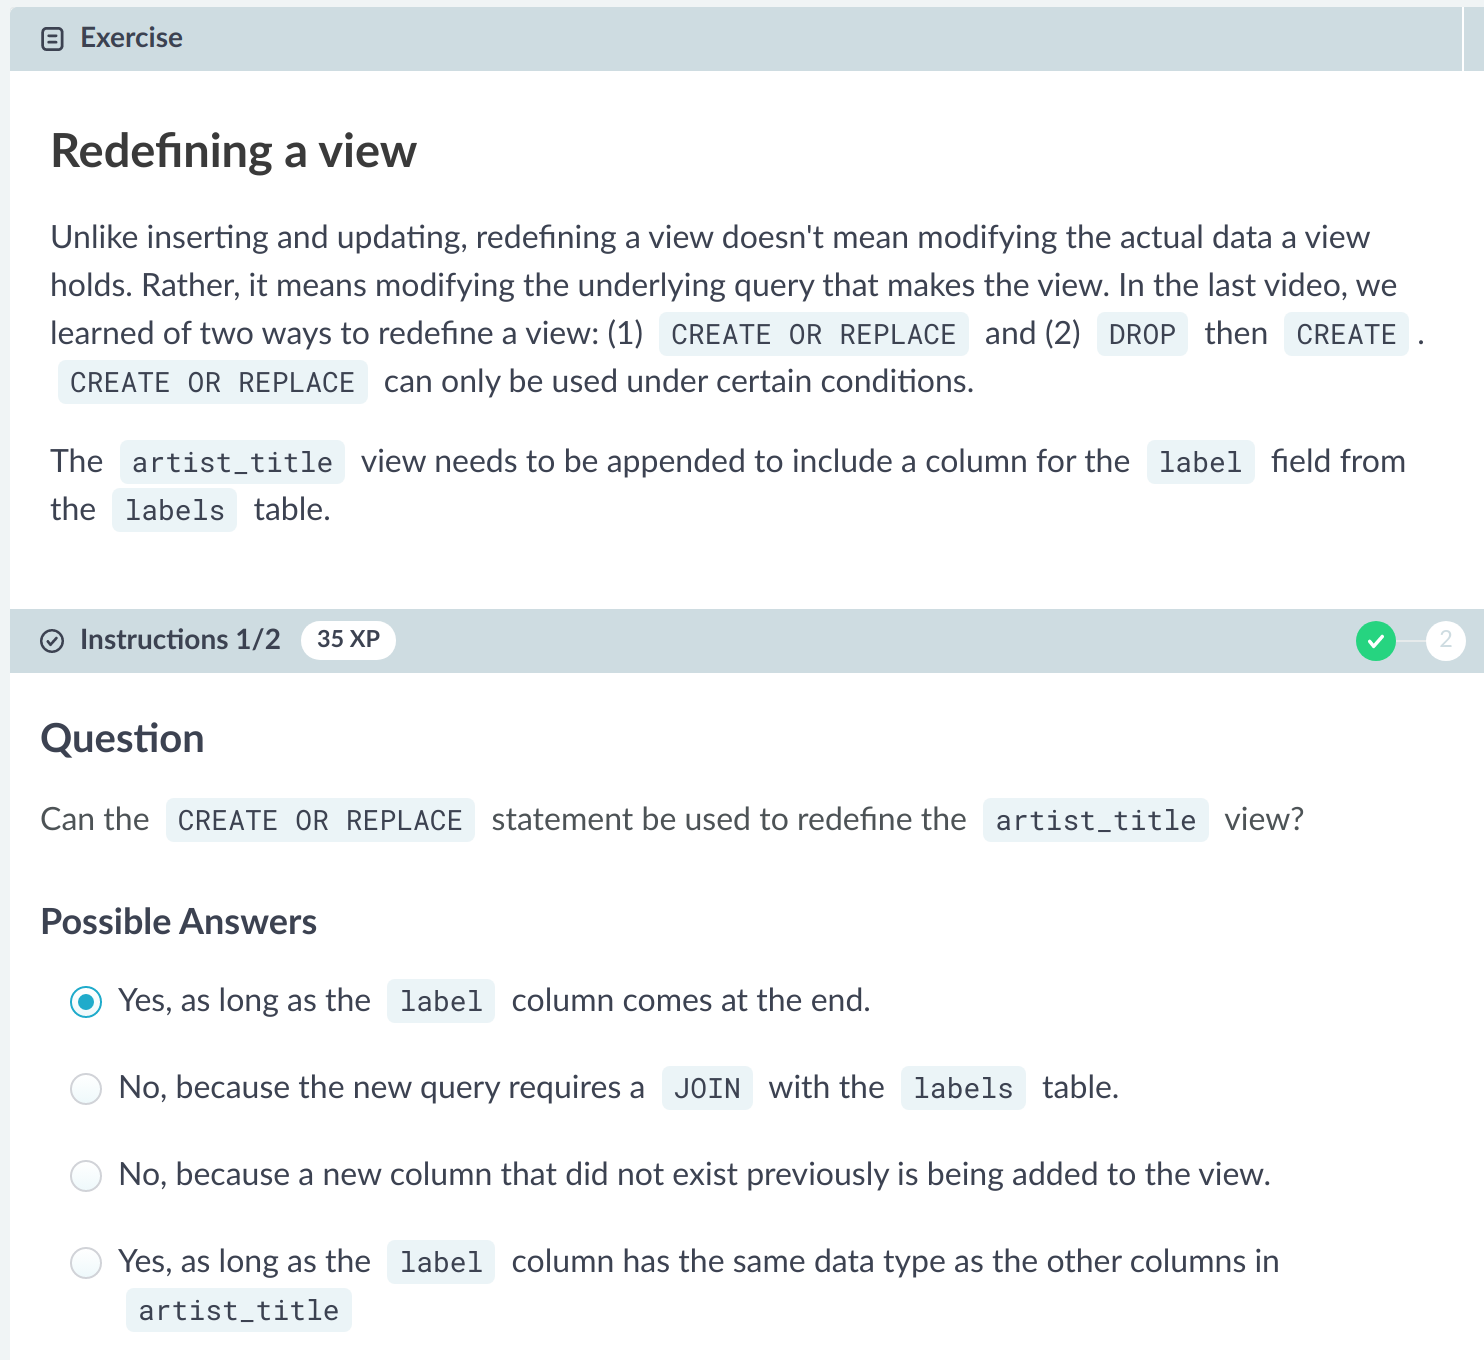 Exercise
Redefining a view
Unlike inserting and updating, redefining a view doesn't mean modifying the actual data a view
holds. Rather, it means modifying the underlying query that makes the view. In the last video, we
learned of two ways to redefine a view: (1) CREATE OR REPLACE and (2) DROP then CREATE .
CREATE OR REPLACE can only be used under certain conditions.
The artist_title view needs to be appended to include a column for the label field from
the labels table.
Instructions 1/2 35 XP 2
Question
Can the CREATE OR REPLACE statement be used to redefine the artist_title view?
Possible Answers
Yes, as long as the label column comes at the end.
No, because the new query requires a JOIN with the labels table.
No, because a new column that did not exist previously is being added to the view.
Yes, as long as the label column has the same data type as the other columns in
artist_title